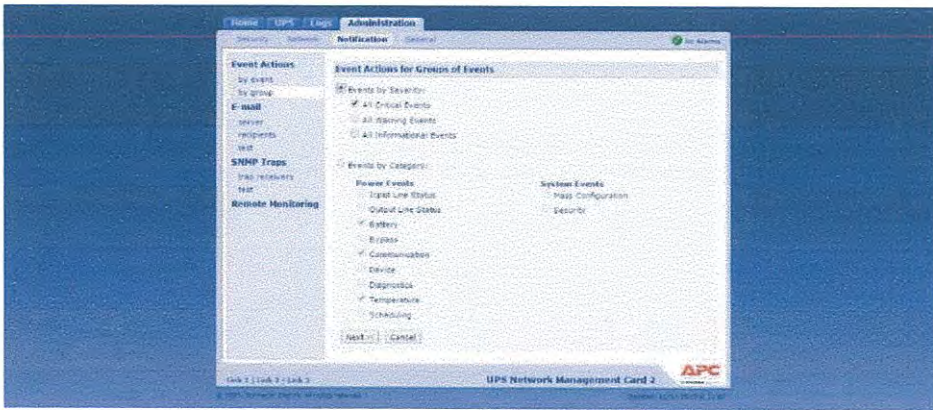 Home UPS Logs Administration
Security Network Notification General
No Alarms
Event Actions
by event
by group
E-mail
server
recipients
test
SNMP Traps
trap receivers
test
Remote Monitoring
Event Actions for Groups of Events
Events by Severity:
All Critical Events
All Warning Events
All Informational Events
Events by Category:
Power Events
Input Line Status
Output Line Status
Battery
Bypass
Communication
Device
Diagnostics
Temperature
Scheduling
System Events
Mass Configuration
Security
Next >> Cancel
Link 1 | Link 2 | Link 3
UPS Network Management Card 2
APC